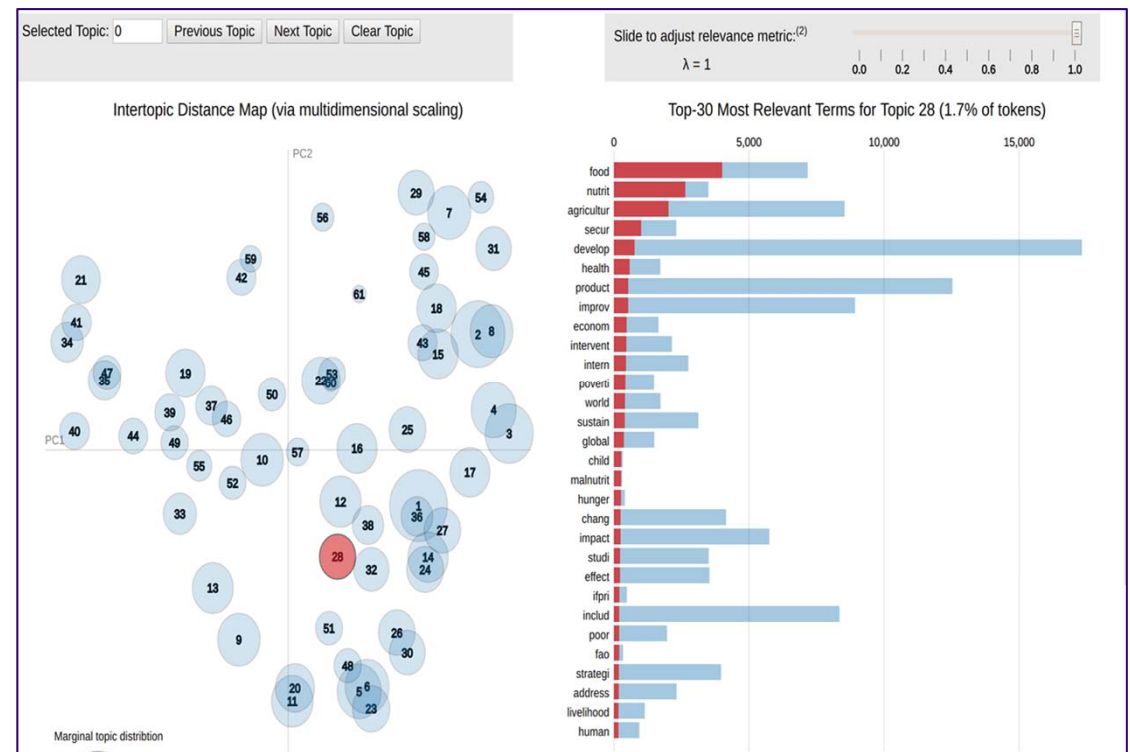 Selected Topic: 0 Previous Topic Next Topic Clear Topic
Slide to adjust relevance metric:(2)
λ = 1
0.0 0.2 0.4 0.6 0.8 1.0
Intertopic Distance Map (via multidimensional scaling)
PC2
PC1
29
54
7
56
58
31
59
42
45
21
61
18
41
34
2
8
43
15
47
35
19
22
53
60
50
37
39
46
4
3
40
44
49
25
57
16
10
55
52
17
12
1
36
33
38
27
28
14
32
24
13
51
26
9
30
48
20
11
5
6
23
Marginal topic distribtion
Top-30 Most Relevant Terms for Topic 28 (1.7% of tokens)
0 5,000 10,000 15,000
food
nutrit
agricultur
secur
develop
health
product
improv
econom
intervent
intern
poverti
world
sustain
global
child
malnutrit
hunger
chang
impact
studi
effect
ifpri
includ
poor
fao
strategi
address
livelihood
human